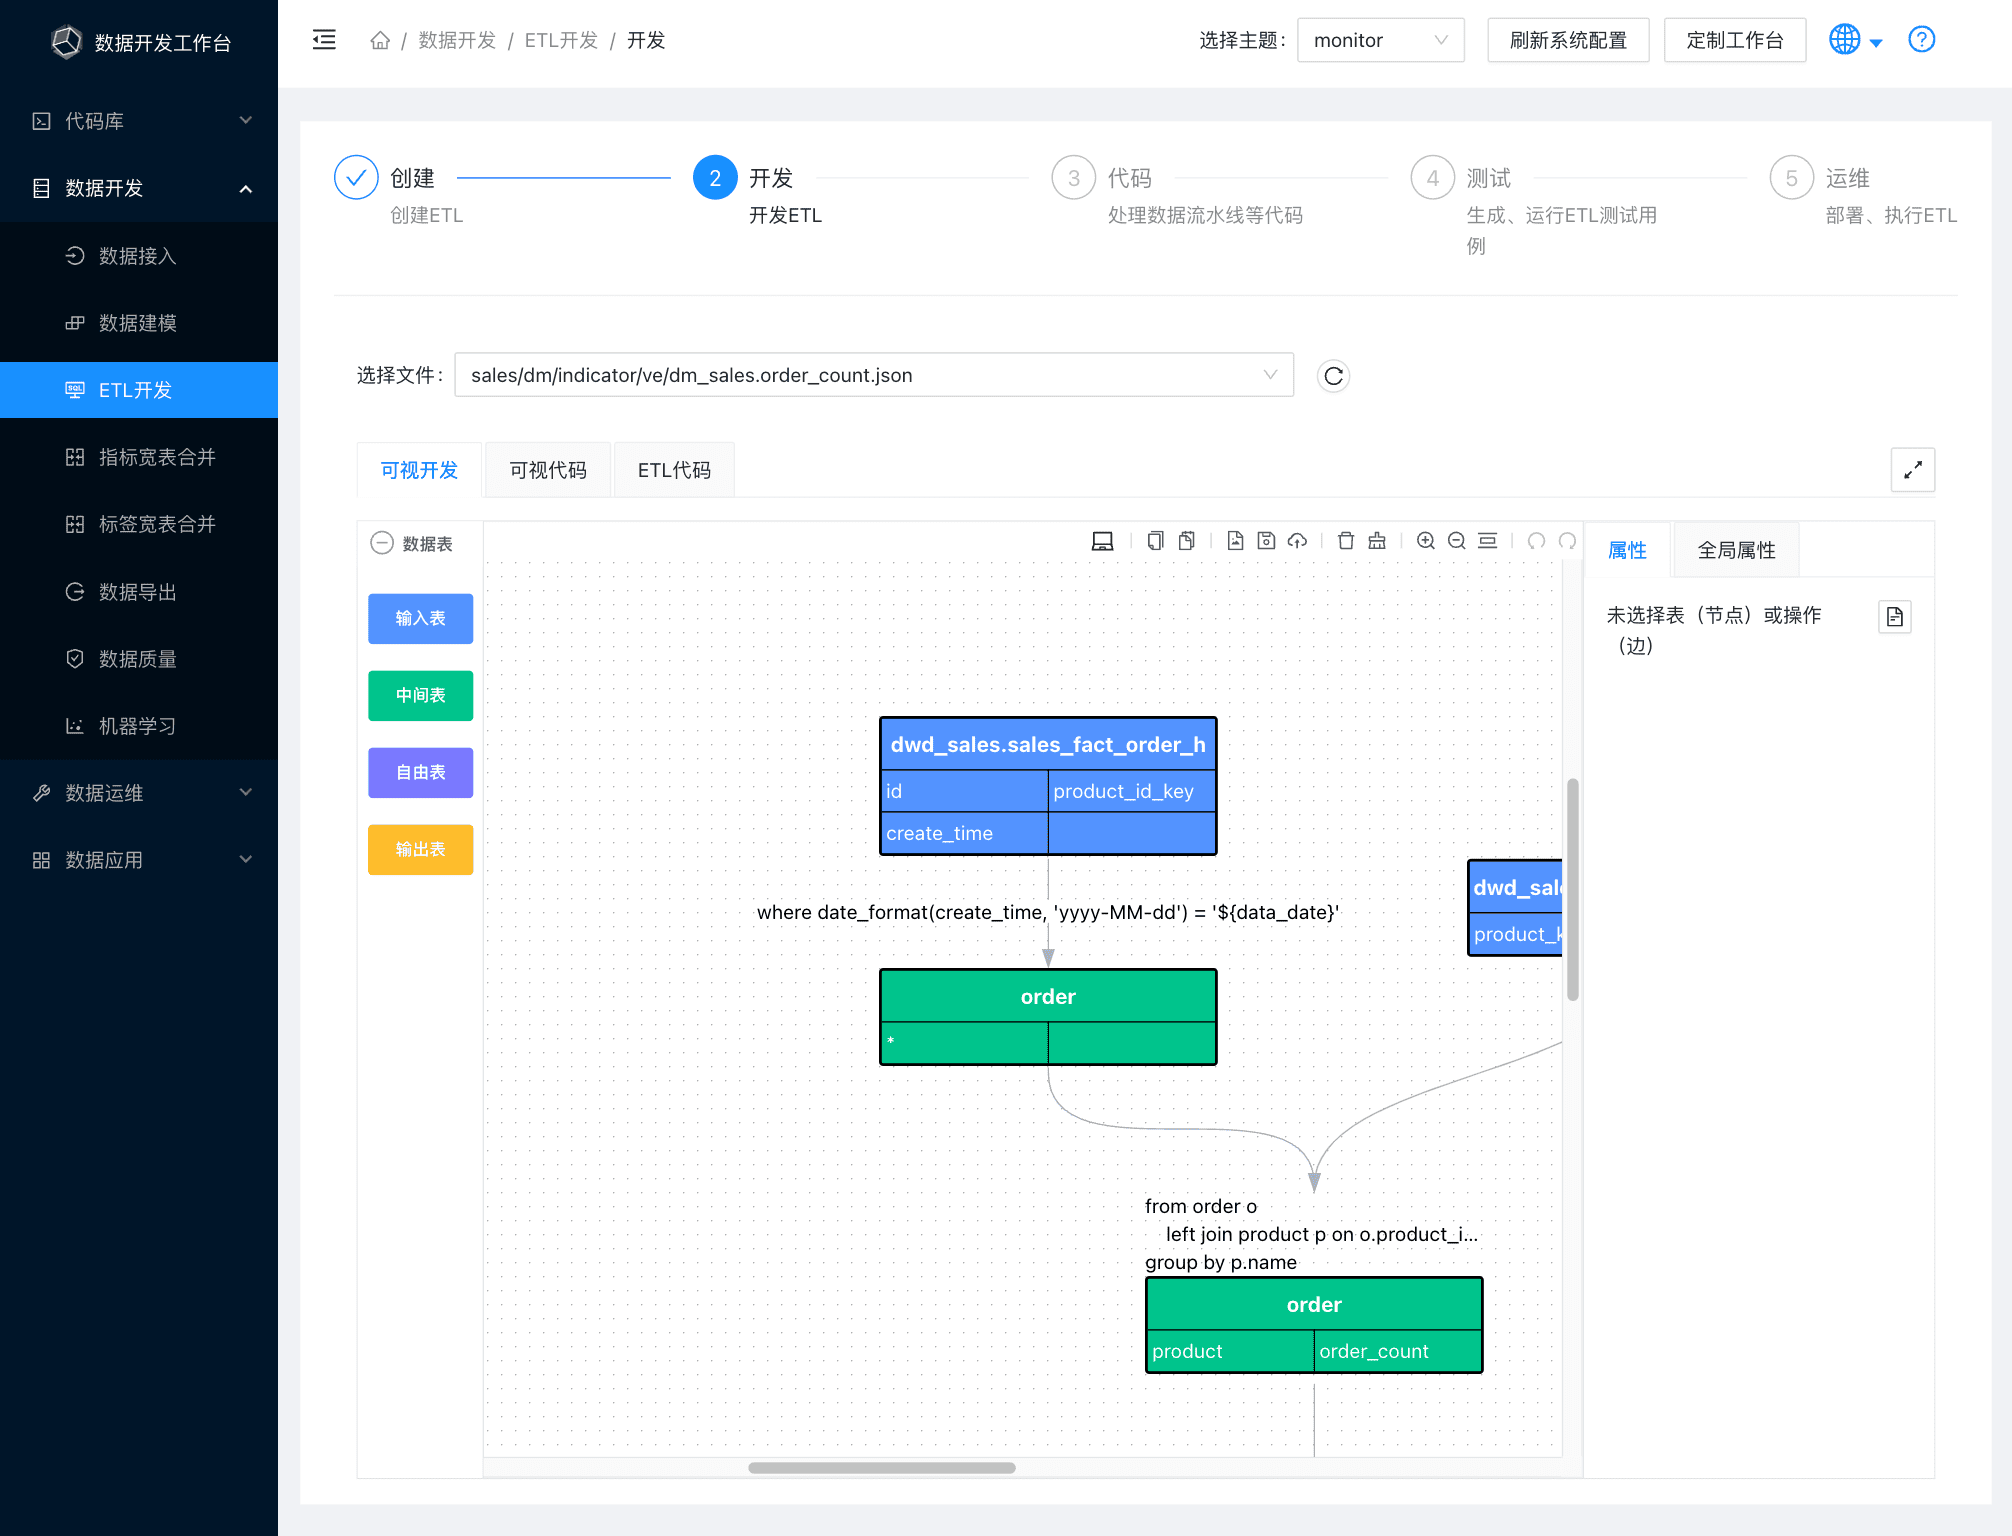 数据开发工作台
代码库
数据开发
数据接入
数据建模
ETL开发
指标宽表合并
标签宽表合并
数据导出
数据质量
机器学习
数据运维
数据应用
/ 数据开发 / ETL开发 / 开发
选择主题： monitor 刷新系统配置 定制工作台
创建
创建ETL
2 开发
开发ETL
3 代码
处理数据流水线等代码
4 测试
生成、运行ETL测试用
例
5 运维
部署、执行ETL
选择文件： sales/dm/indicator/ve/dm_sales.order_count.json
可视开发 可视代码 ETL代码
数据表
输入表
中间表
自由表
输出表
dwd_sales.sales_fact_order_h
id product_id_key
create_time
where date_format(create_time, 'yyyy-MM-dd') = '${data_date}'
dwd_sal
product_k
order
*
from order o
left join product p on o.product_i...
group by p.name
order
product order_count
属性 全局属性
未选择表（节点）或操作
（边）